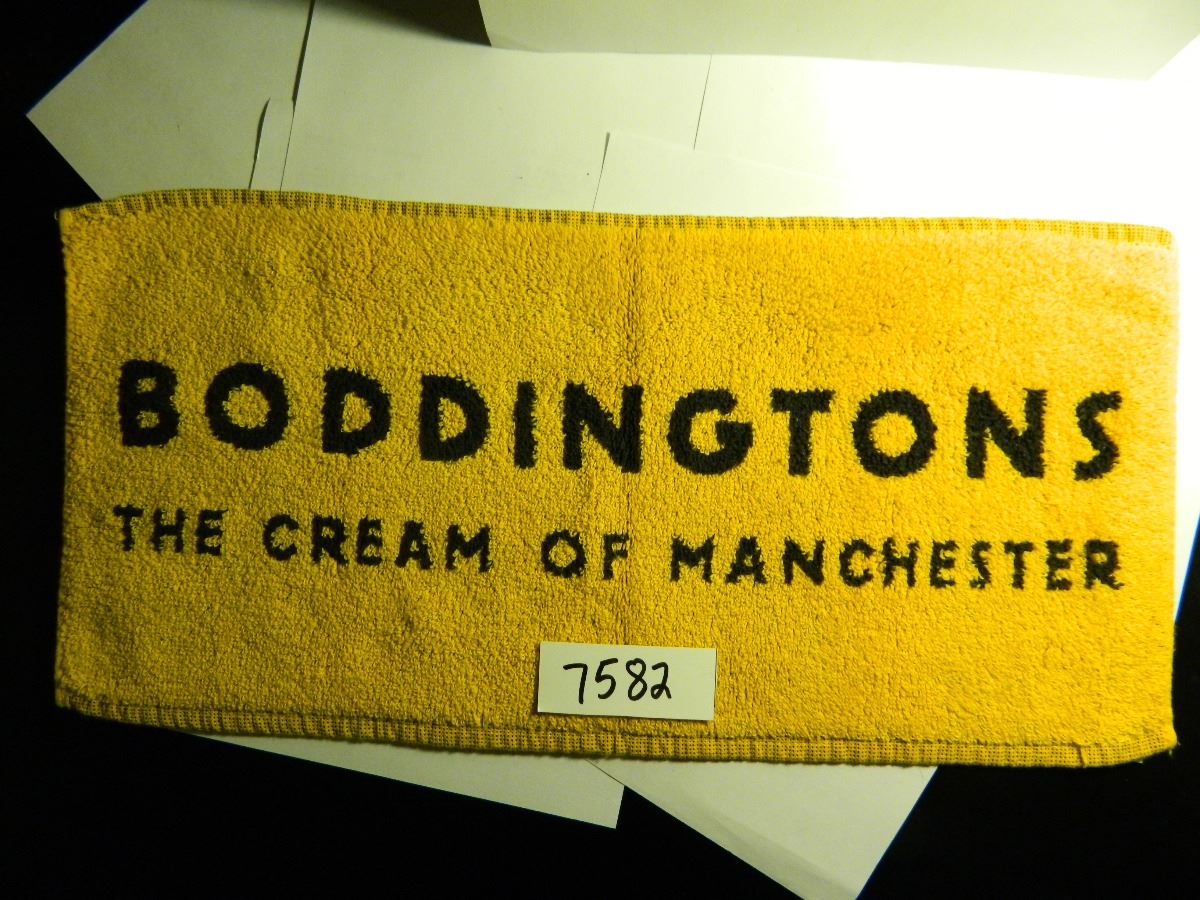 BODDINGTONS
THE CREAM OF MANCHESTER
7582